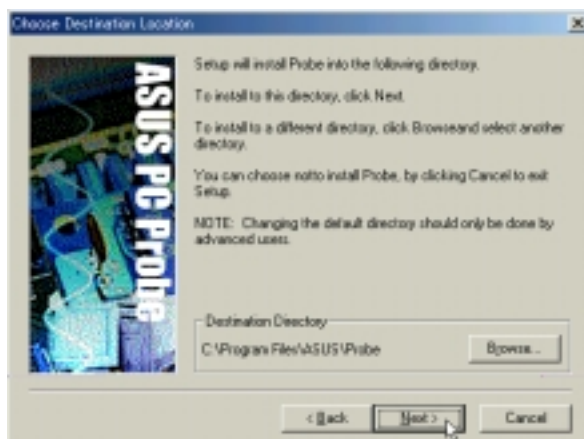 Choose Destination Location
ASUS PC Probe
Setup will install Probe into the following directory.
To install to this directory, click Next.
To install to a different directory, click Browseand select another
directory.
You can choose notto install Probe, by clicking Cancel to exit
Setup.
NOTE: Changing the default directory should only be done by
advanced users.
Destination Directory
C:\Program Files\ASUS\Probe
Browse...
< Back
Next >
Cancel